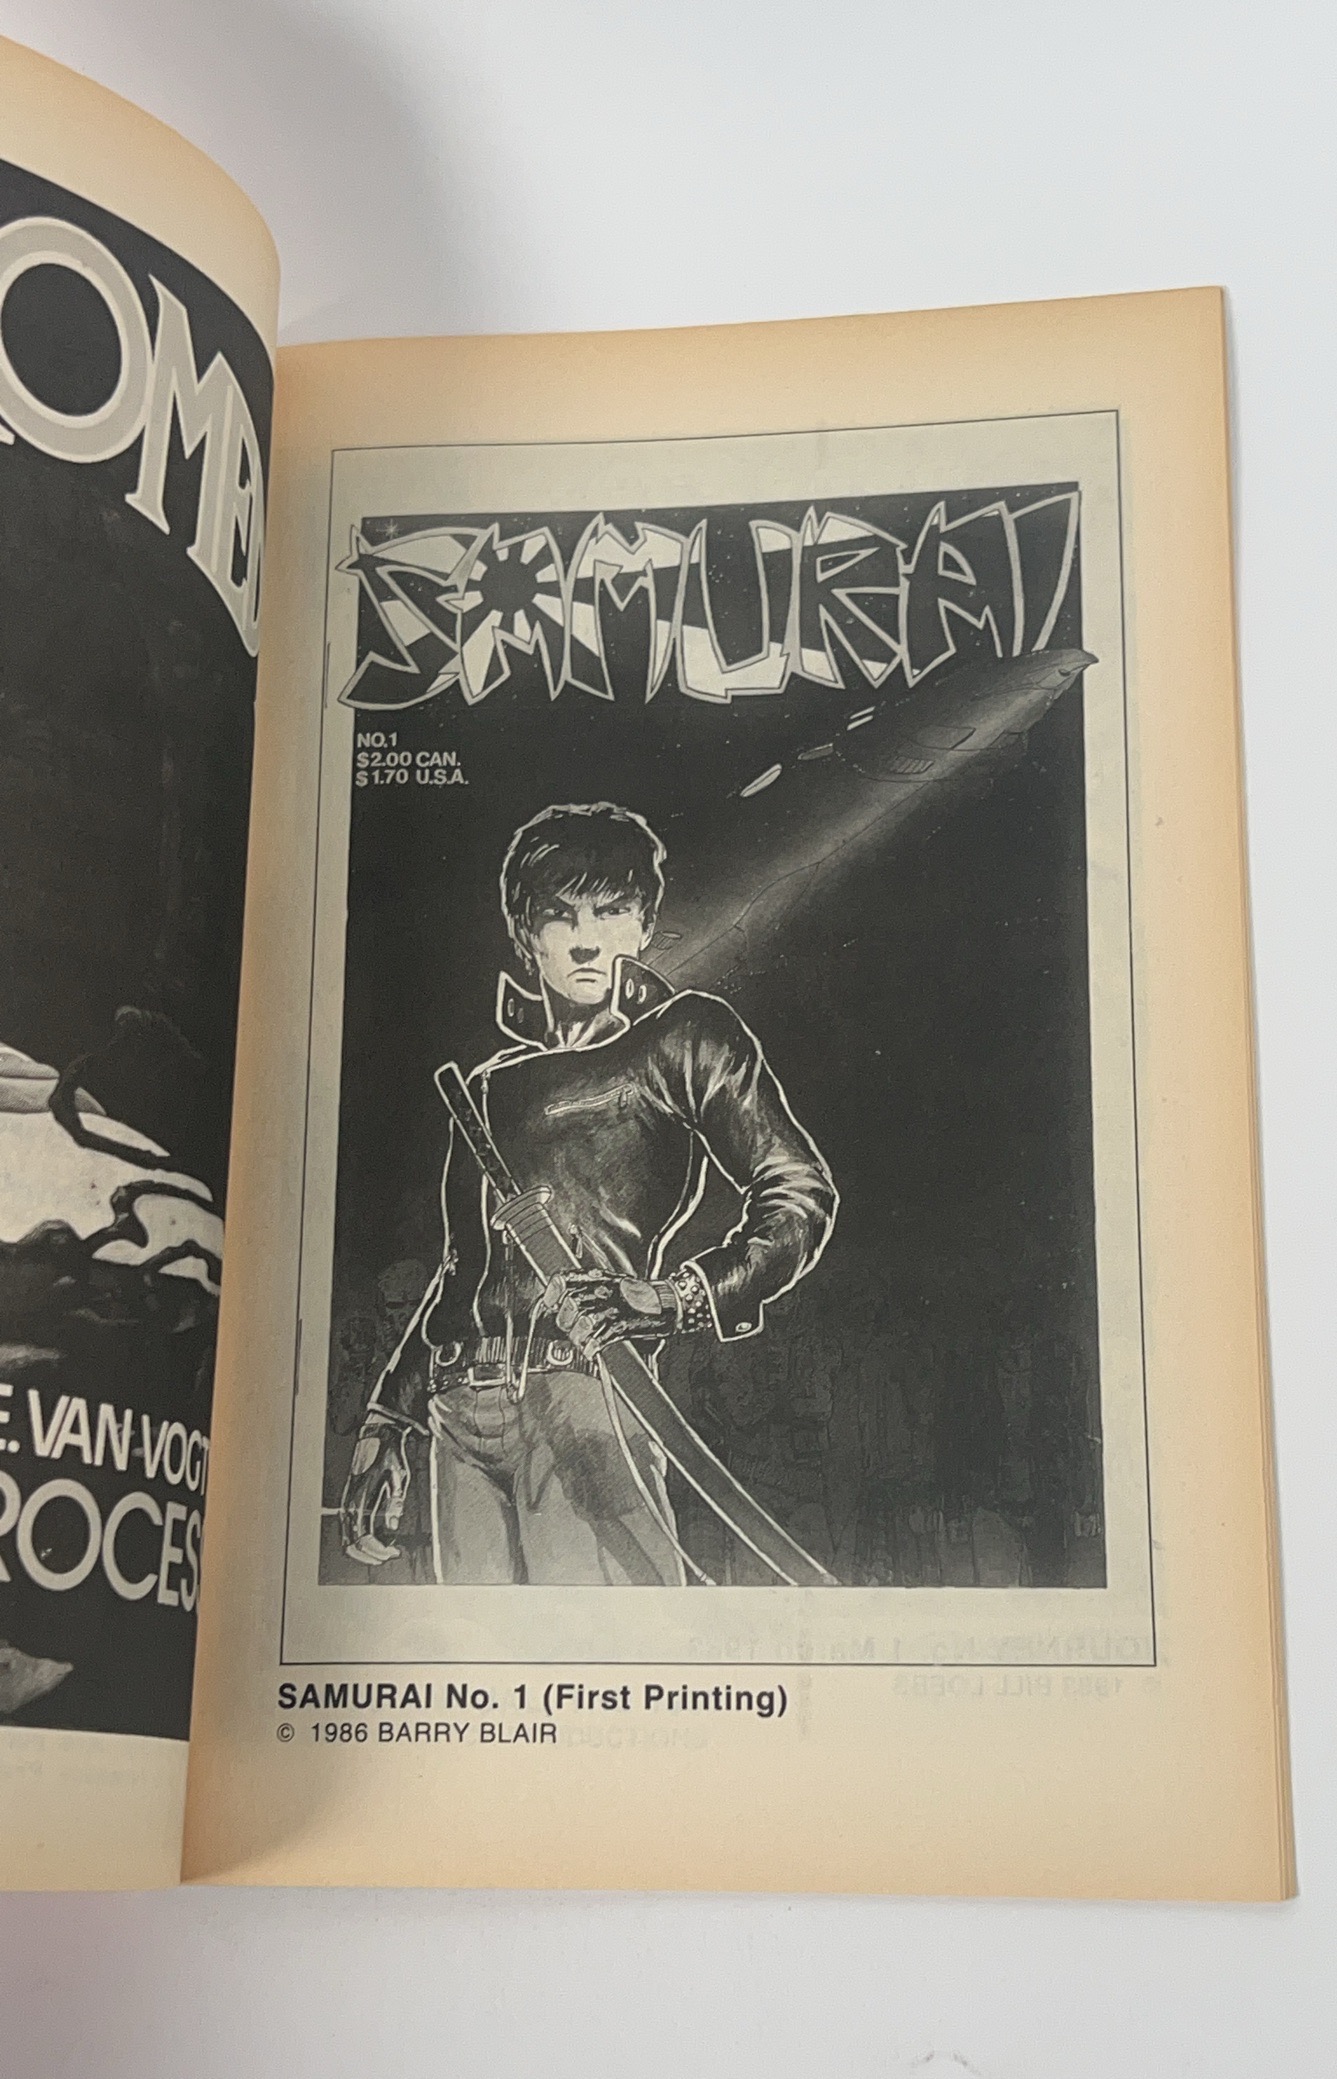 OMED
E. VAN VOGT
ROCES
SAMURAI
NO.1
$2.00 CAN.
$1.70 U.S.A.
SAMURAI No. 1 (First Printing)
© 1986 BARRY BLAIR